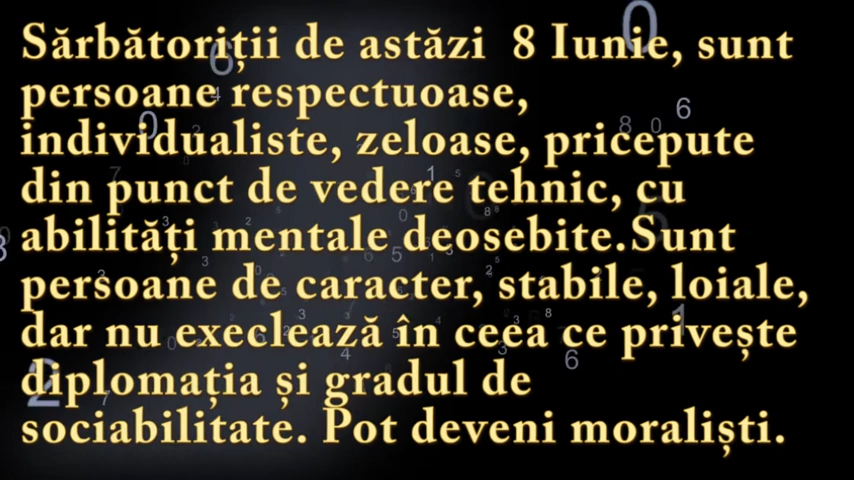 Sărbătoriții de astăzi 8 Iunie, sunt
persoane respectuoase,
individualiste, zeloase, pricepute
din punct de vedere tehnic, cu
abilități mentale deosebite.Sunt
persoane de caracter, stabile, loiale,
dar nu execlează în ceea ce privește
diplomația și gradul de
sociabilitate. Pot deveni moraliști.